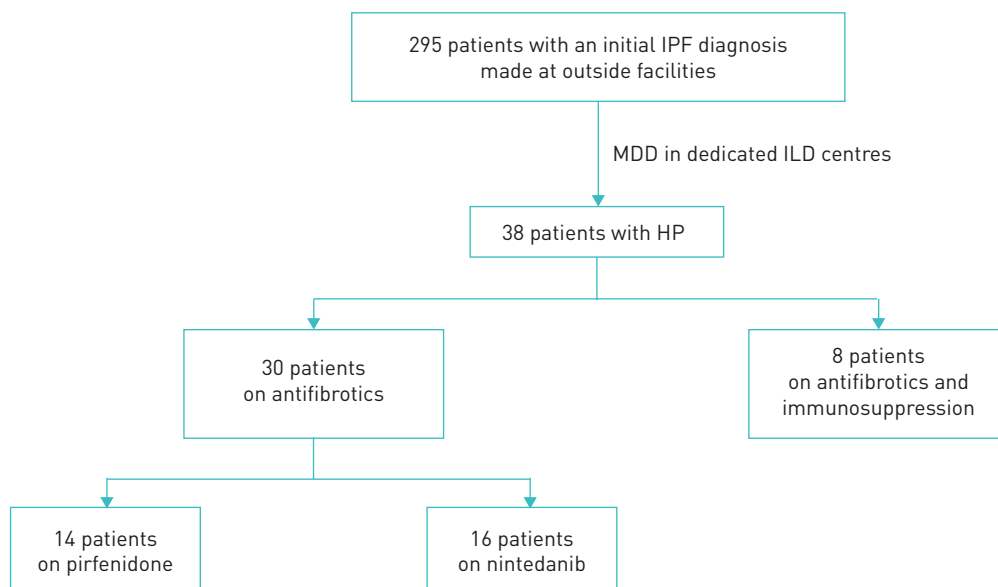 295 patients with an initial IPF diagnosis
made at outside facilities
MDD in dedicated ILD centres
38 patients with HP
30 patients
on antifibrotics
8 patients
on antifibrotics and
immunosuppression
14 patients
on pirfenidone
16 patients
on nintedanib